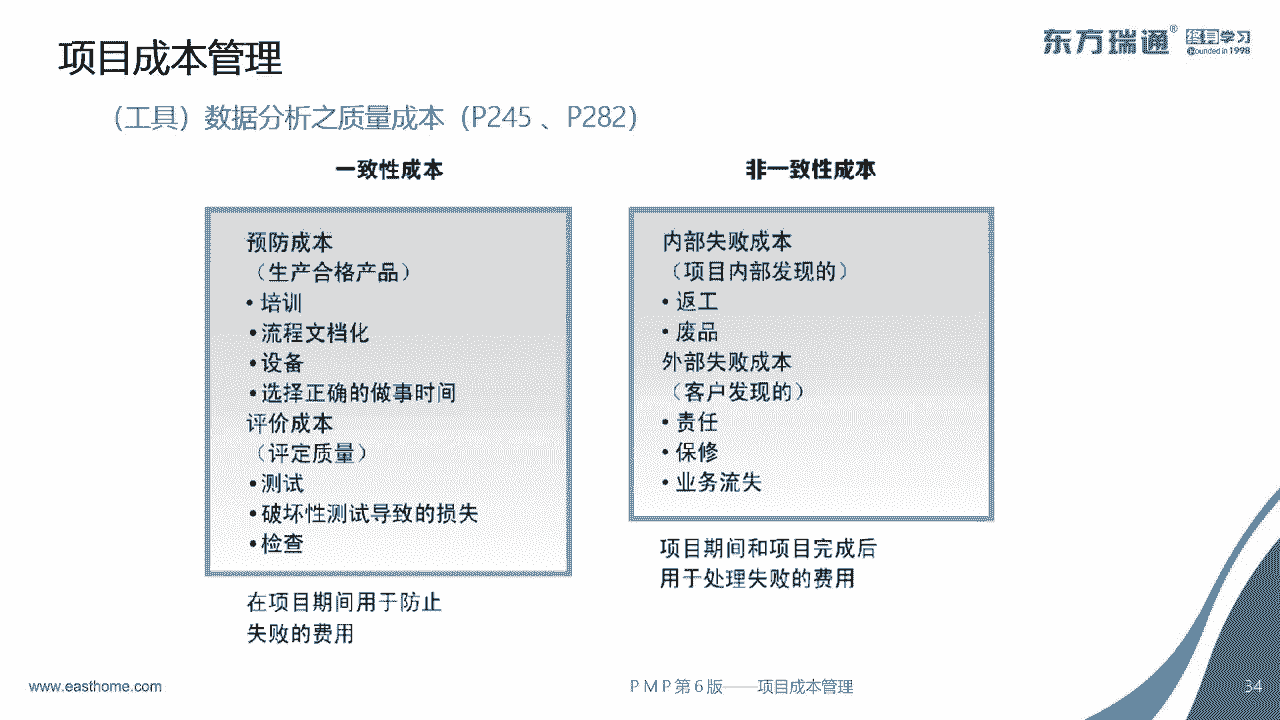 项目成本管理
东方瑞通®
终身学习
Founded in 1998
（工具）数据分析之质量成本（P245 、P282）
一致性成本
预防成本
（生产合格产品）
• 培训
• 流程文档化
• 设备
• 选择正确的做事时间
评价成本
（评定质量）
• 测试
• 破坏性测试导致的损失
• 检查
在项目期间用于防止
失败的费用
非一致性成本
内部失败成本
（项目内部发现的）
• 返工
• 废品
外部失败成本
（客户发现的）
• 责任
• 保修
• 业务流失
项目期间和项目完成后
用于处理失败的费用
www.easthome.com
PMP第6版——项目成本管理
34